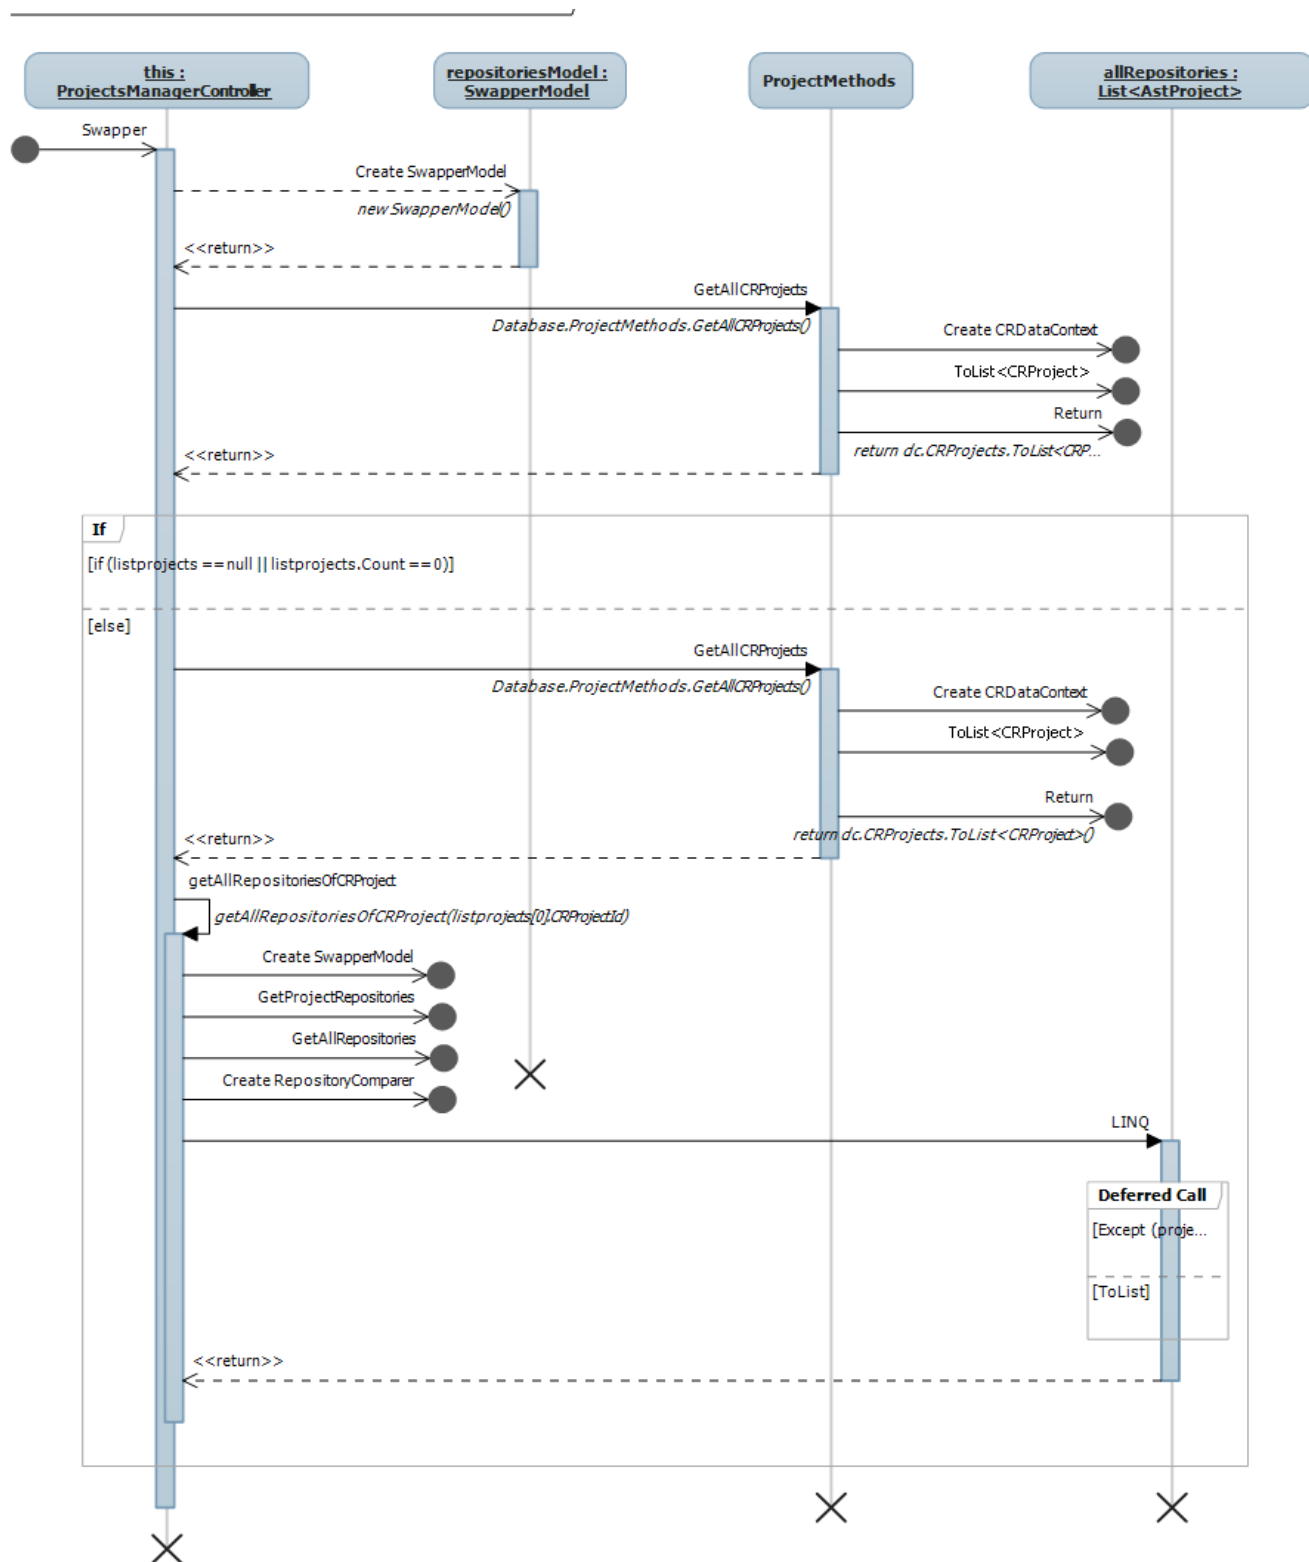 this :
ProjectsManagerController
repositoriesModel :
SwapperModel
ProjectMethods
allRepositories :
List<AstProject>
Swapper
Create SwapperModel
new SwapperModel()
<<return>>
GetAllCRProjects
Database.ProjectMethods.GetAllCRProjects()
Create CRDataContext
ToList<CRProject>
Return
return dc.CRProjects.ToList<CRP...
<<return>>
If
[if (listprojects == null || listprojects.Count == 0)]
[else]
GetAllCRProjects
Database.ProjectMethods.GetAllCRProjects()
Create CRDataContext
ToList<CRProject>
Return
return dc.CRProjects.ToList<CRProject>()
<<return>>
getAllRepositoriesOfCRProject
getAllRepositoriesOfCRProject(listprojects[0].CRProjectId)
Create SwapperModel
GetProjectRepositories
GetAllRepositories
Create RepositoryComparer
LINQ
Deferred Call
[Except (proje...
[ToList]
<<return>>